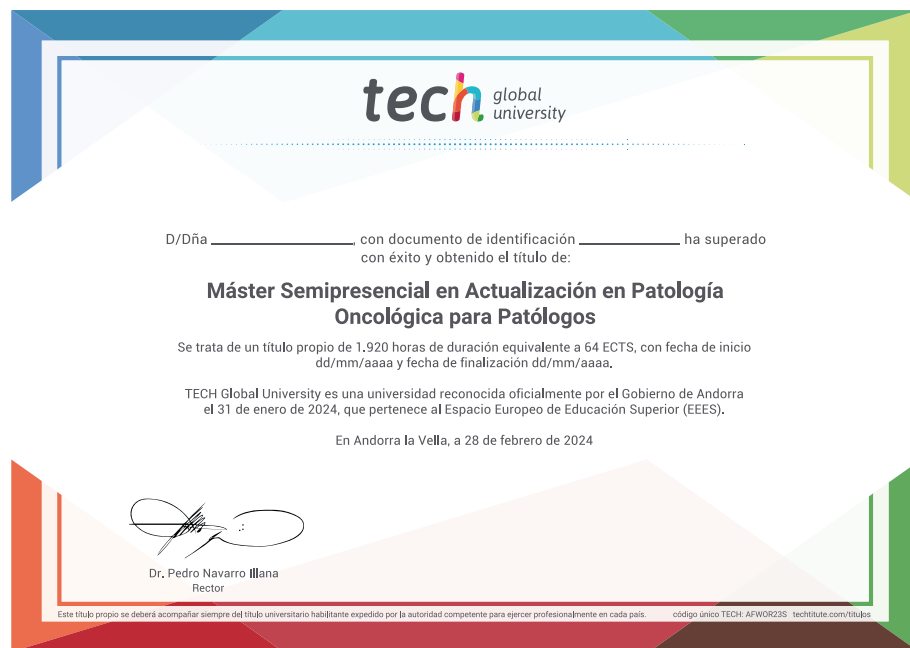 tech global university
D/Dña ___________________, con documento de identificación ______________ ha superado
con éxito y obtenido el título de:
Máster Semipresencial en Actualización en Patología
Oncológica para Patólogos
Se trata de un título propio de 1.920 horas de duración equivalente a 64 ECTS, con fecha de inicio
dd/mm/aaaa y fecha de finalización dd/mm/aaaa.
TECH Global University es una universidad reconocida oficialmente por el Gobierno de Andorra
el 31 de enero de 2024, que pertenece al Espacio Europeo de Educación Superior (EEES).
En Andorra la Vella, a 28 de febrero de 2024
Dr. Pedro Navarro Illana
Rector
Este título propio se deberá acompañar siempre del título universitario habilitante expedido por la autoridad competente para ejercer profesionalmente en cada país. código único TECH: AFWOR23S techtitute.com/titulos